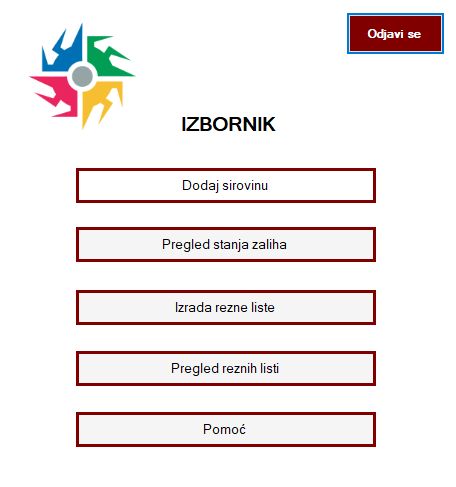 Odjavi se
IZBORNIK
Dodaj sirovinu
Pregled stanja zaliha
Izrada rezne liste
Pregled reznih listi
Pomoć